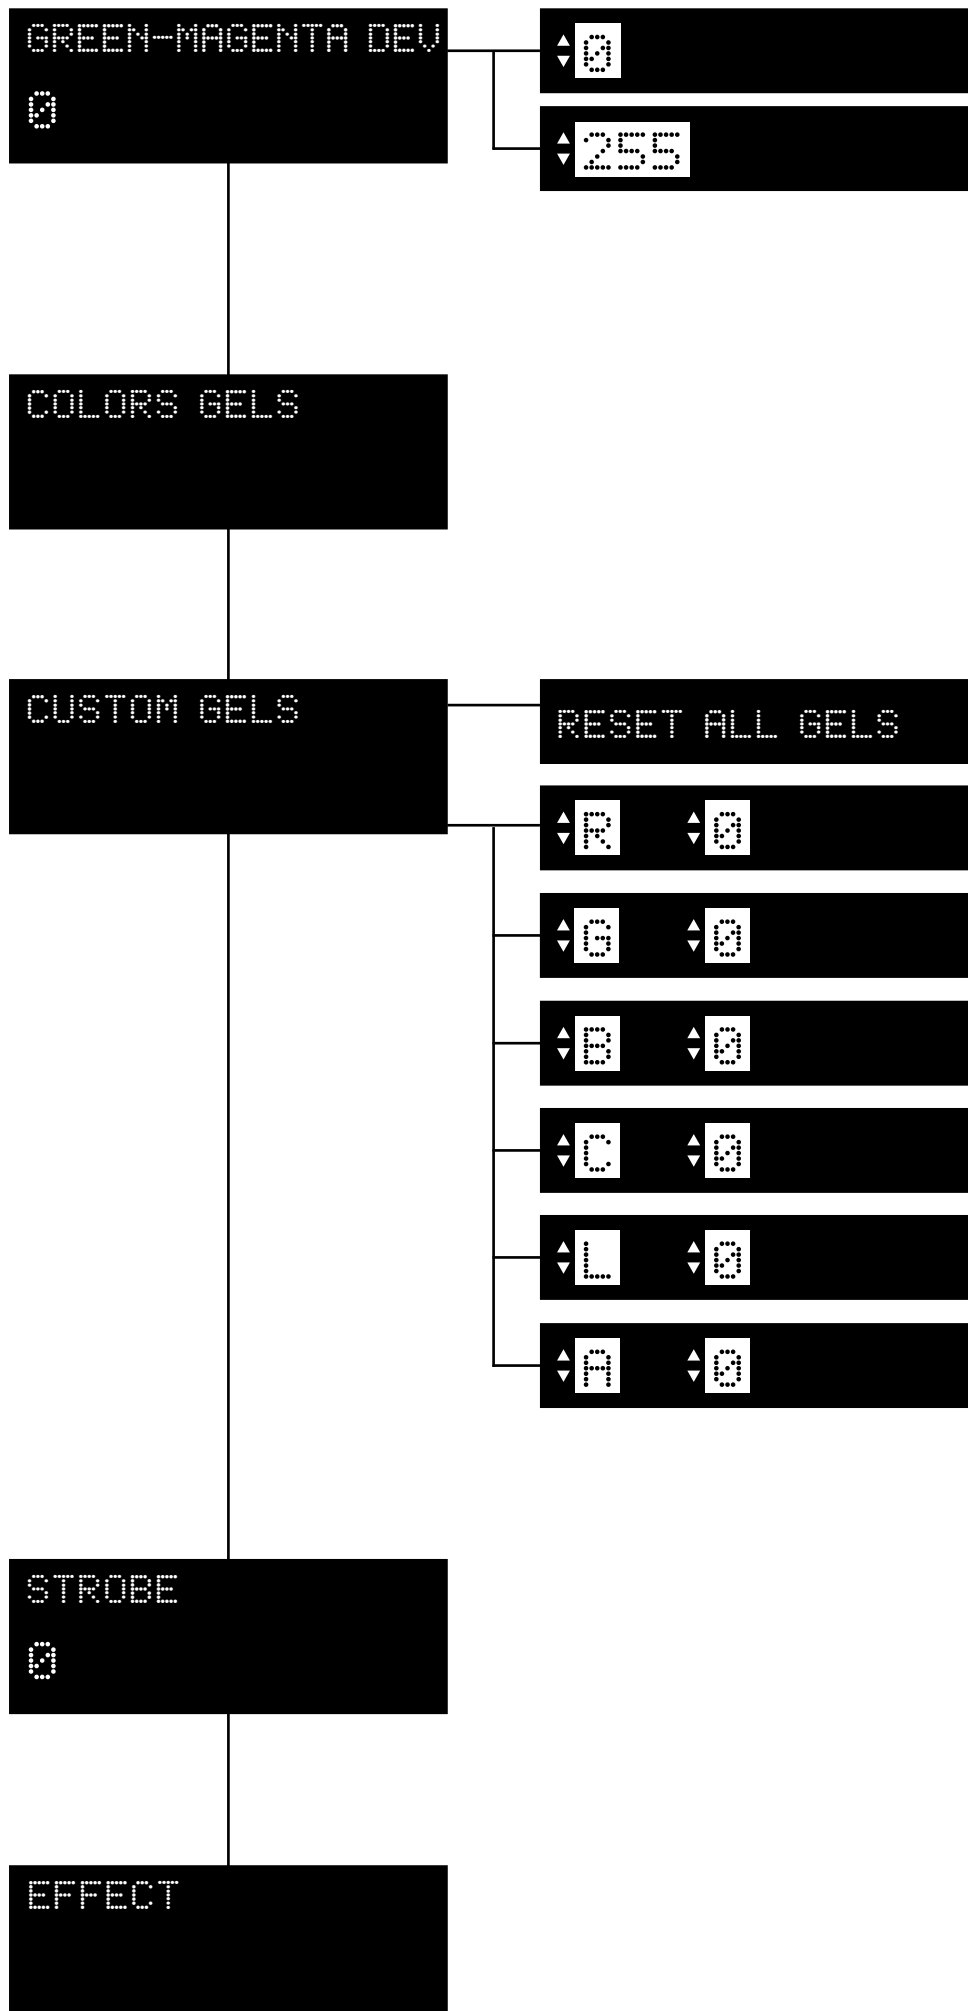 GREEN-MAGENTA DEV
0
0
255
COLORS GELS
CUSTOM GELS
RESET ALL GELS
R 0
G 0
B 0
C 0
L 0
A 0
STROBE
0
EFFECT